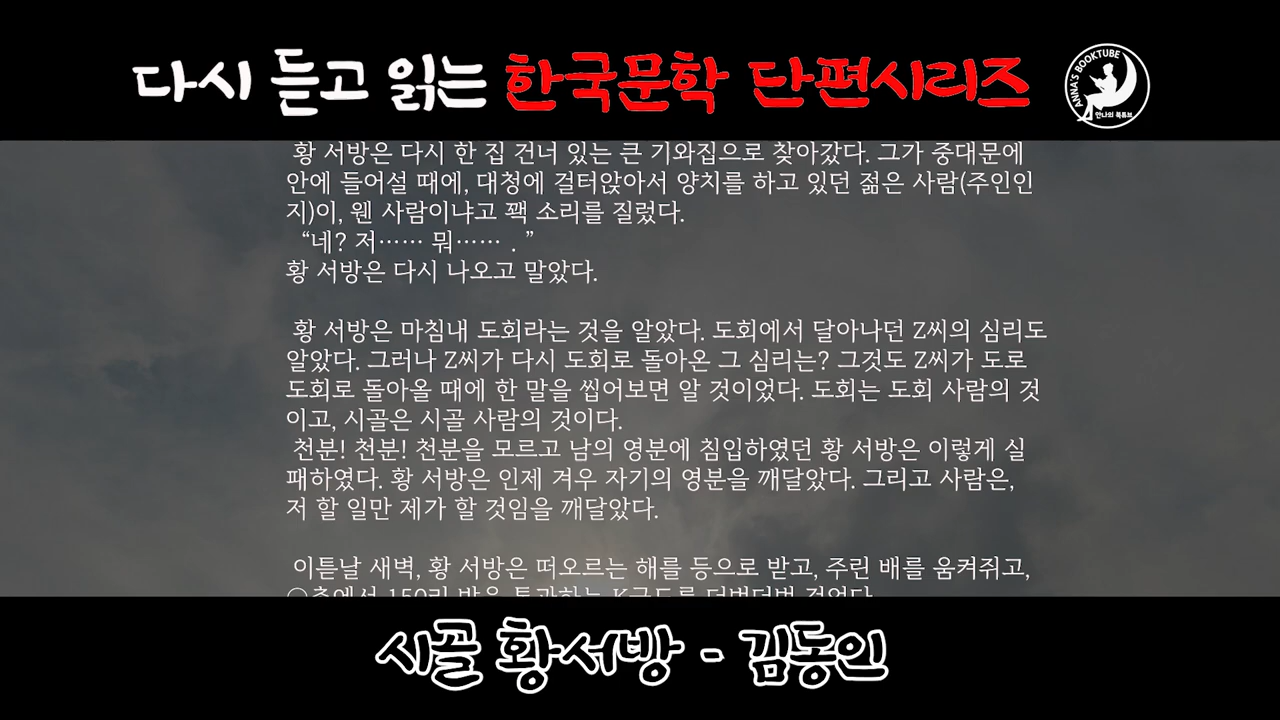 다시 듣고 읽는 한국문학 단편시리즈
ANNA'S BOOKTUBE
안나의 북튜브
황 서방은 다시 한 집 건너 있는 큰 기와집으로 찾아갔다. 그가 중대문에
안에 들어설 때에, 대청에 걸터앉아서 양치를 하고 있던 젊은 사람(주인인
지)이, 웬 사람이냐고 꽥 소리를 질렀다.
“네? 저…… 뭐…… . ”
황 서방은 다시 나오고 말았다.
황 서방은 마침내 도회라는 것을 알았다. 도회에서 달아나던 Z씨의 심리도
알았다. 그러나 Z씨가 다시 도회로 돌아온 그 심리는? 그것도 Z씨가 도로
도회로 돌아올 때에 한 말을 씹어보면 알 것이었다. 도회는 도회 사람의 것
이고, 시골은 시골 사람의 것이다.
천분! 천분! 천분을 모르고 남의 영분에 침입하였던 황 서방은 이렇게 실
패하였다. 황 서방은 인제 겨우 자기의 영분을 깨달았다. 그리고 사람은,
저 할 일만 제가 할 것임을 깨달았다.
이튿날 새벽, 황 서방은 떠오르는 해를 등으로 받고, 주린 배를 움켜쥐고,
시골 황서방 - 김동인